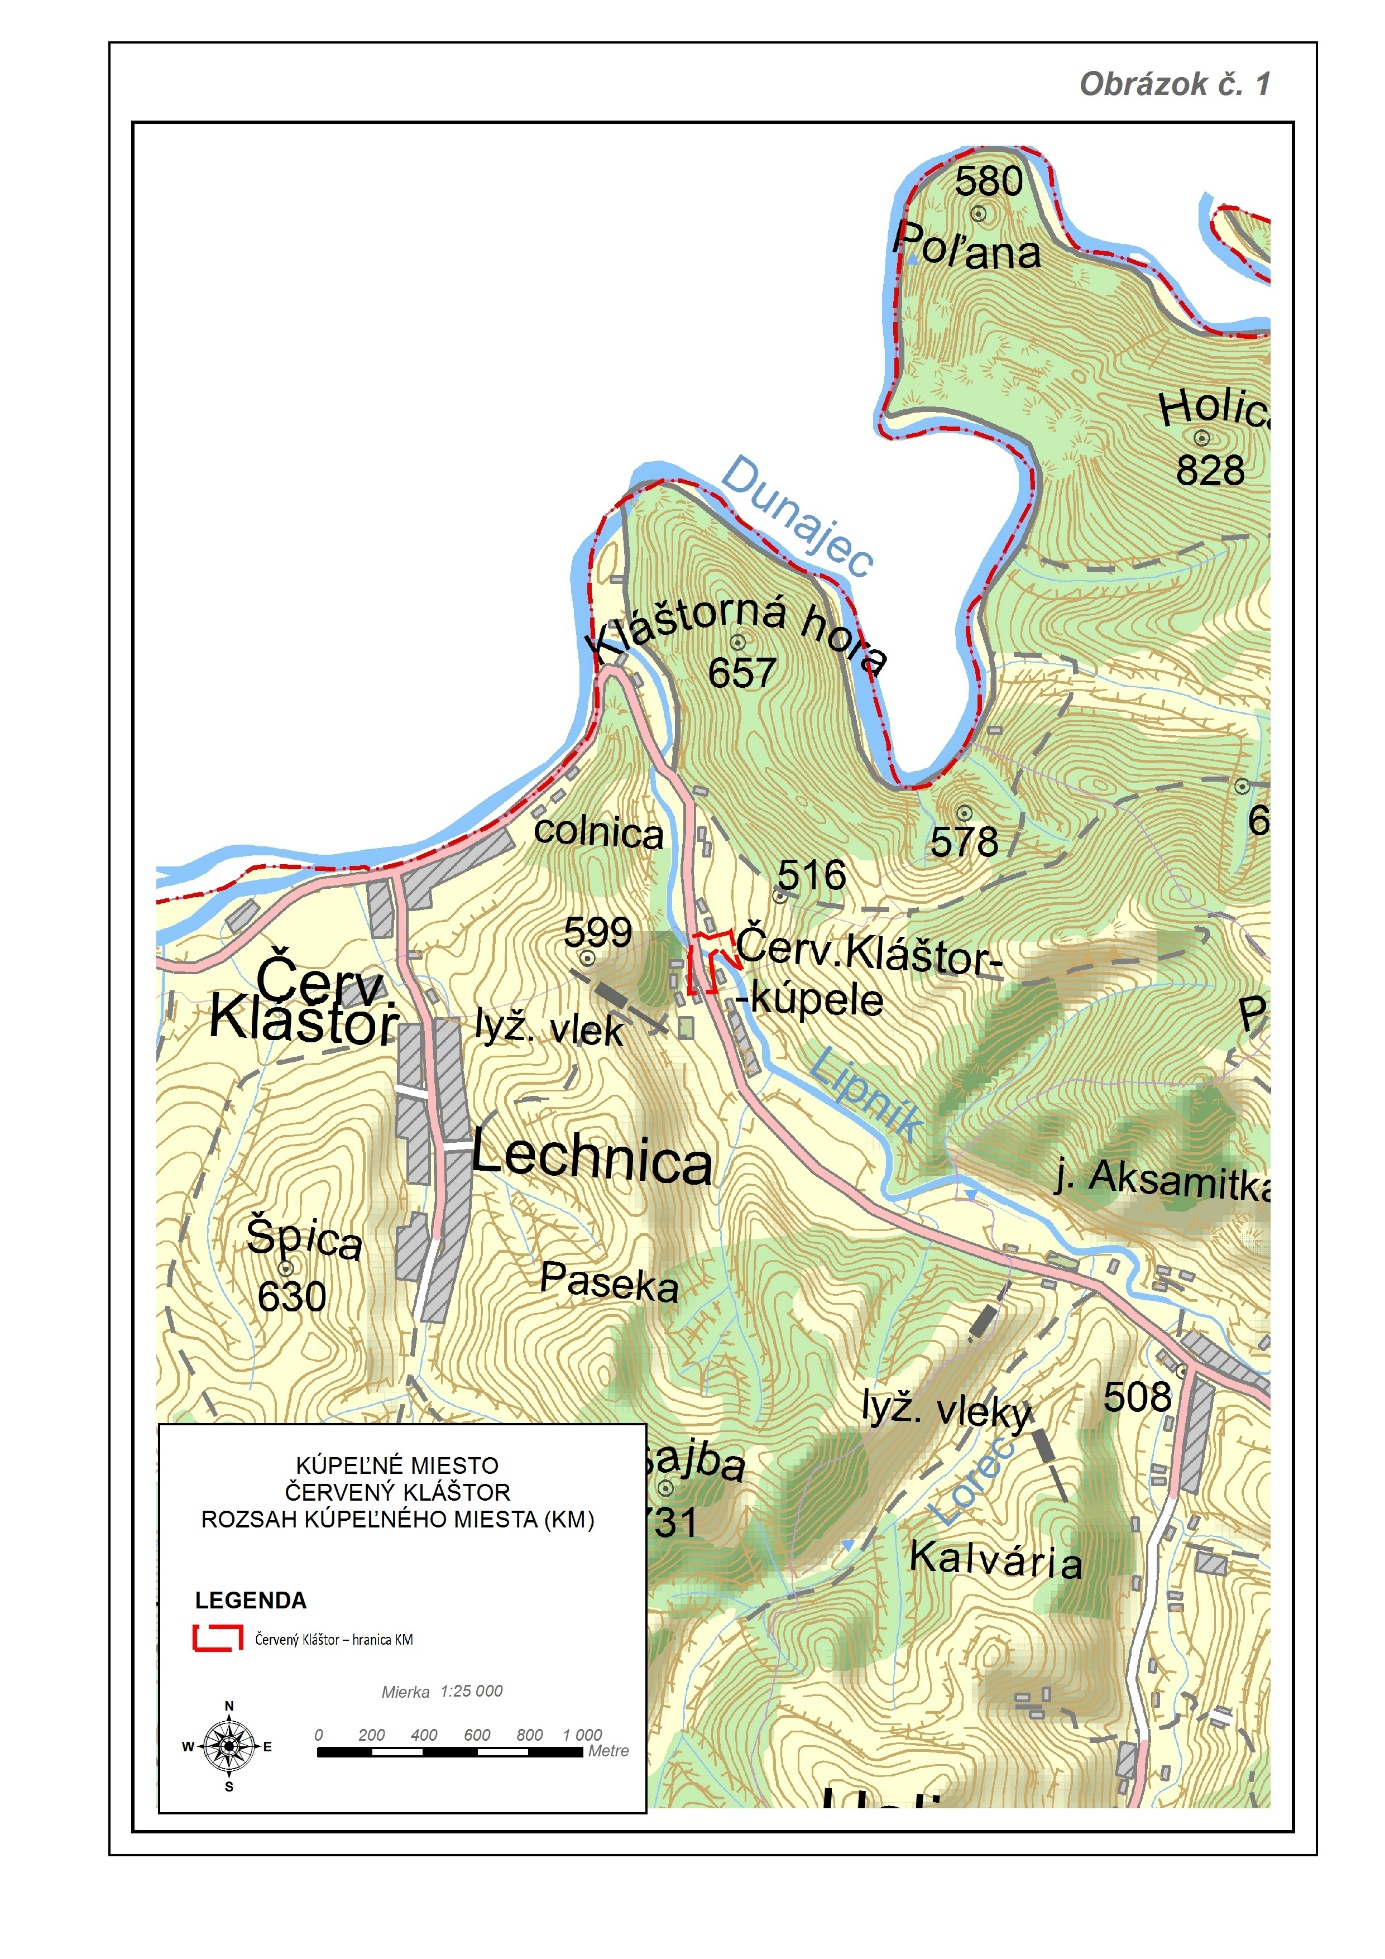 Obrázok č. 1
580
Poľana
Holica
828
Dunajec
Kláštorná hora
657
colnica
516
578
6
599
Červ.Kláštor-
-kúpele
Červ.
Kláštor
lyž. vlek
P
Lipník
Lechnica
j. Aksamitka
Špica
630
Paseka
508
lyž. vleky
Lorec
šajba
731
Kalvária
KÚPEĽNÉ MIESTO
ČERVENÝ KLÁŠTOR
ROZSAH KÚPEĽNÉHO MIESTA (KM)
LEGENDA
Červený Kláštor – hranica KM
Mierka 1:25 000
0 200 400 600 800 1 000
Metre
N
W E
S